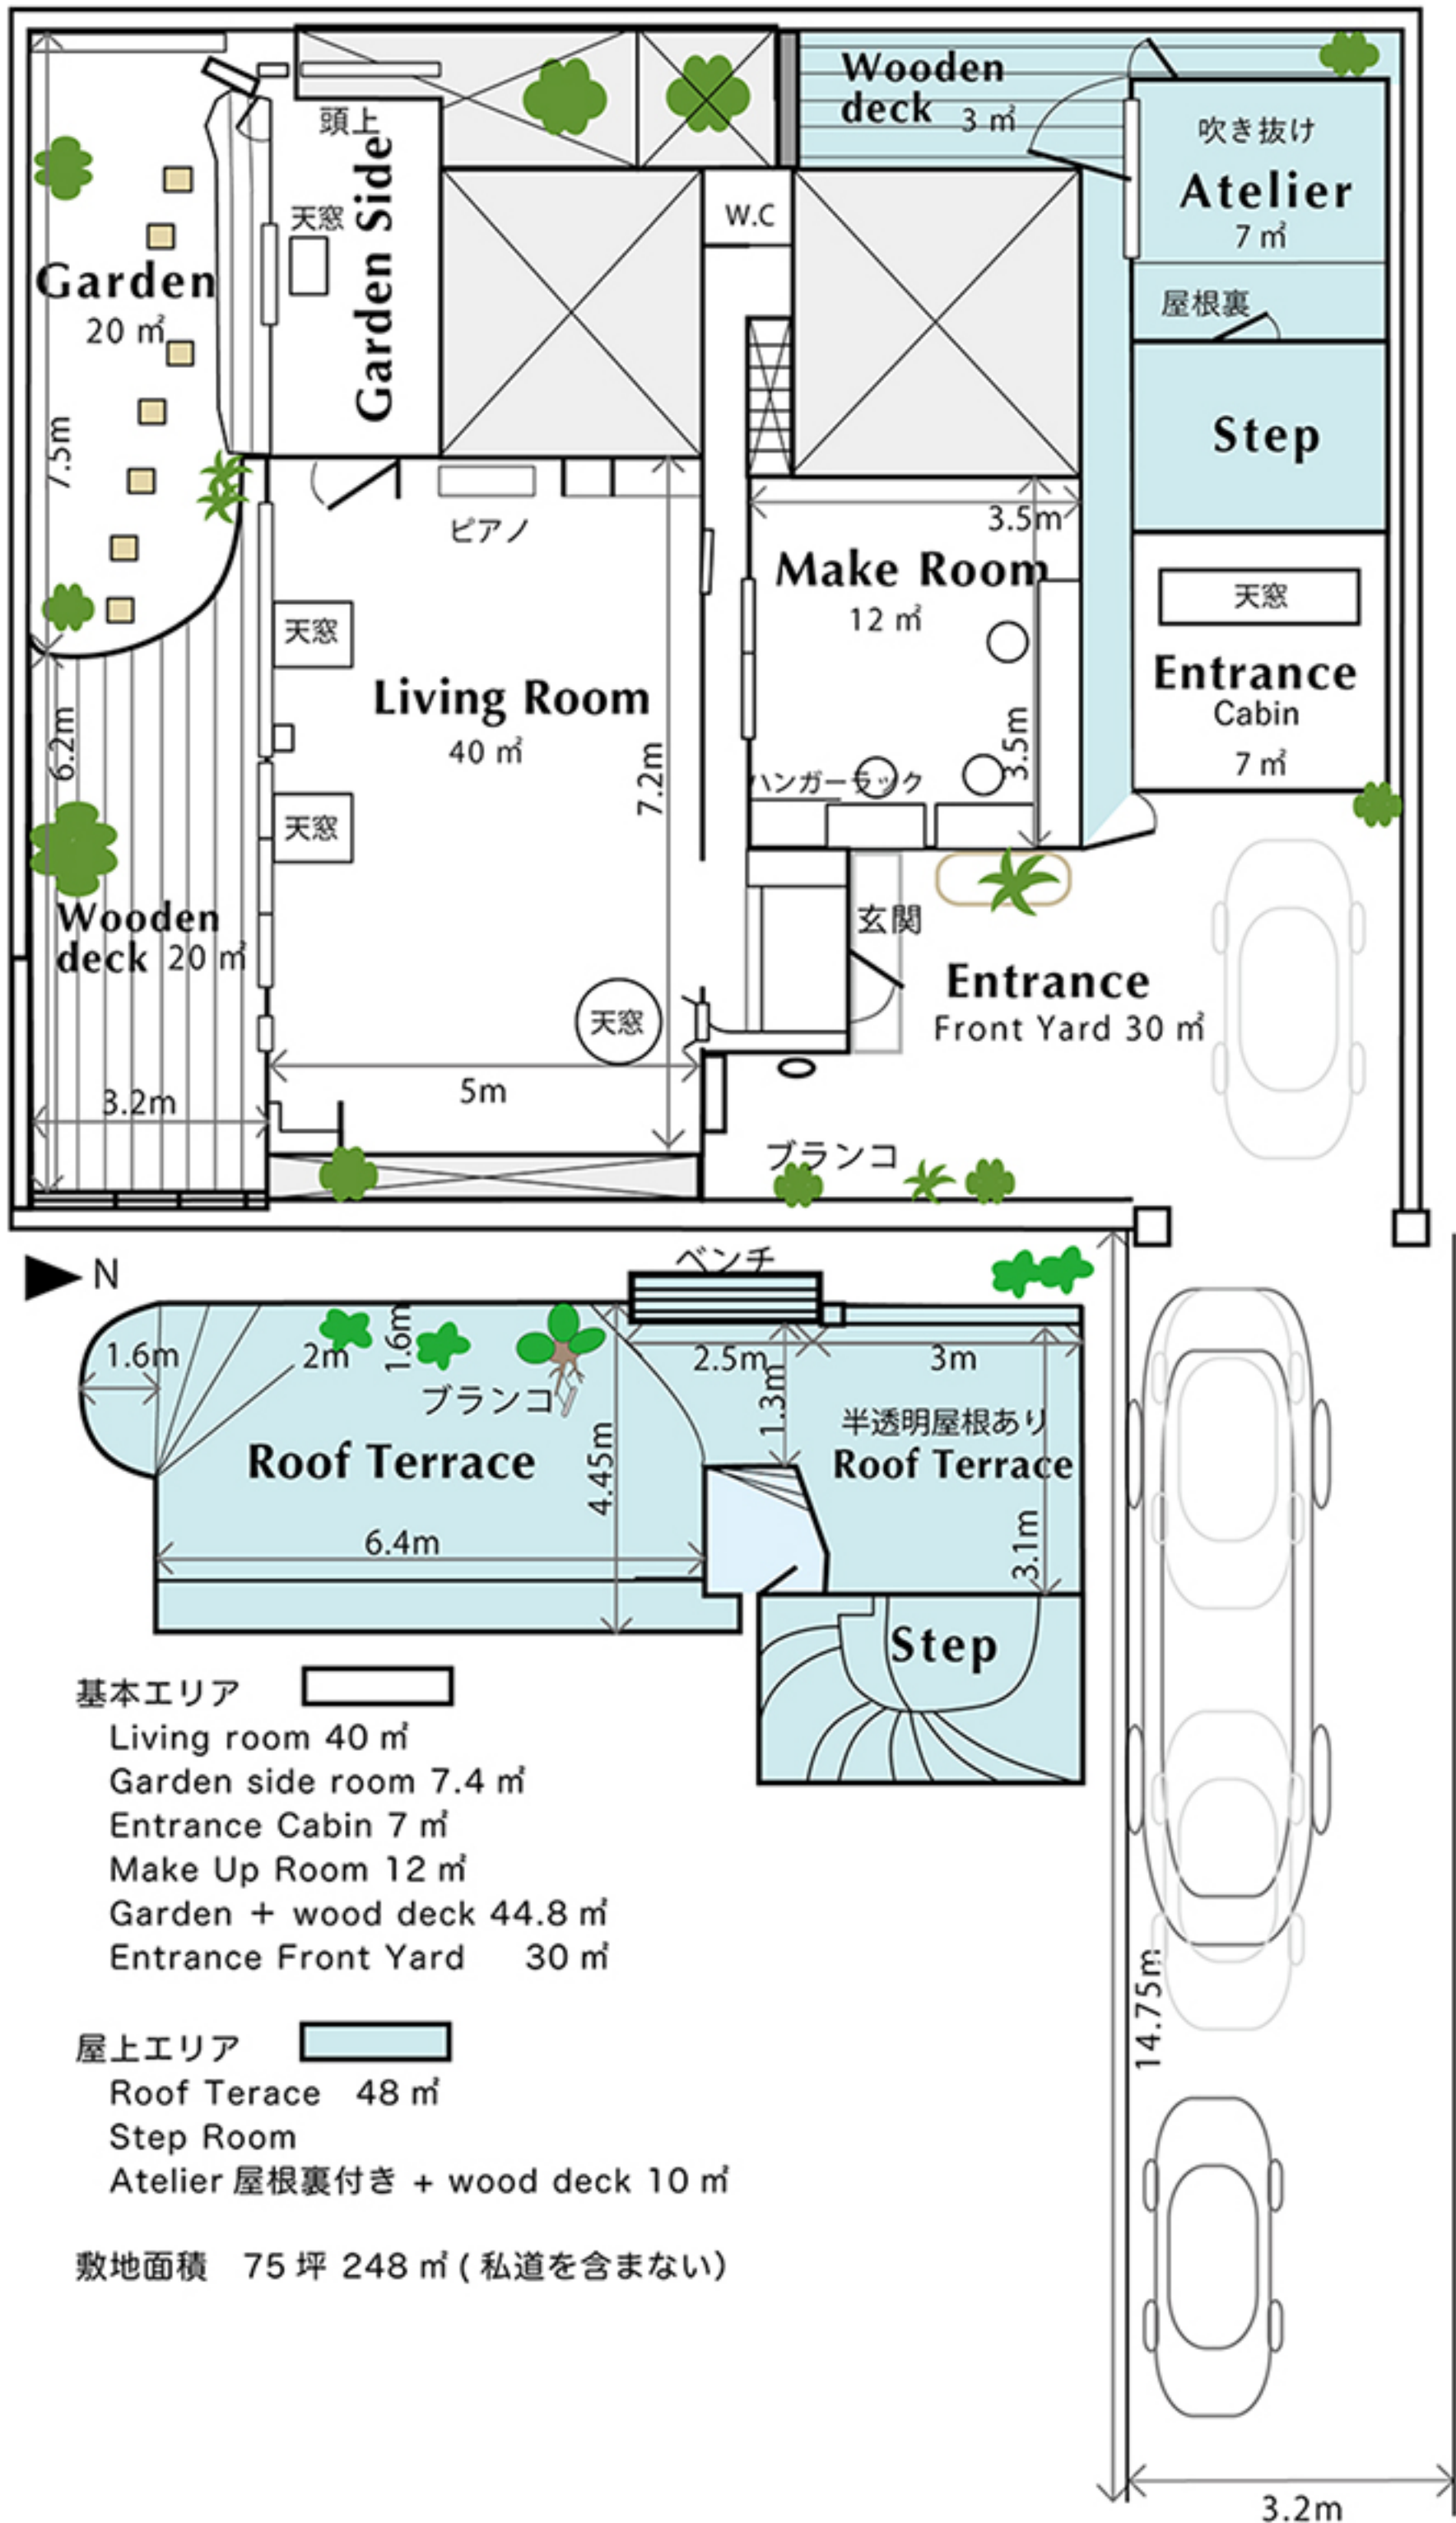 Wooden
deck 3 ㎡
頭上
吹き抜け
Atelier
7 ㎡
W.C
天窓
Garden Side
Garden
20 ㎡
屋根裏
7.5m
Step
ピアノ
3.5m
Make Room
12 ㎡
天窓
天窓
Living Room
40 ㎡
Entrance
Cabin
7 ㎡
6.2m
7.2m
3.5m
ハンガーラック
天窓
Wooden
deck 20 ㎡
玄関
天窓
Entrance
Front Yard 30 ㎡
3.2m
5m
ブランコ
N
ベンチ
1.6m
2m
1.6m
2.5m
3m
ブランコ
1.3m
半透明屋根あり
Roof Terrace
Roof Terrace
4.45m
6.4m
3.1m
Step
基本エリア
Living room 40 ㎡
Garden side room 7.4 ㎡
Entrance Cabin 7 ㎡
Make Up Room 12 ㎡
Garden + wood deck 44.8 ㎡
Entrance Front Yard 30 ㎡
14.75m
屋上エリア
Roof Terace 48 ㎡
Step Room
Atelier 屋根裏付き + wood deck 10 ㎡
敷地面積 75 坪 248 ㎡ ( 私道を含まない）
3.2m